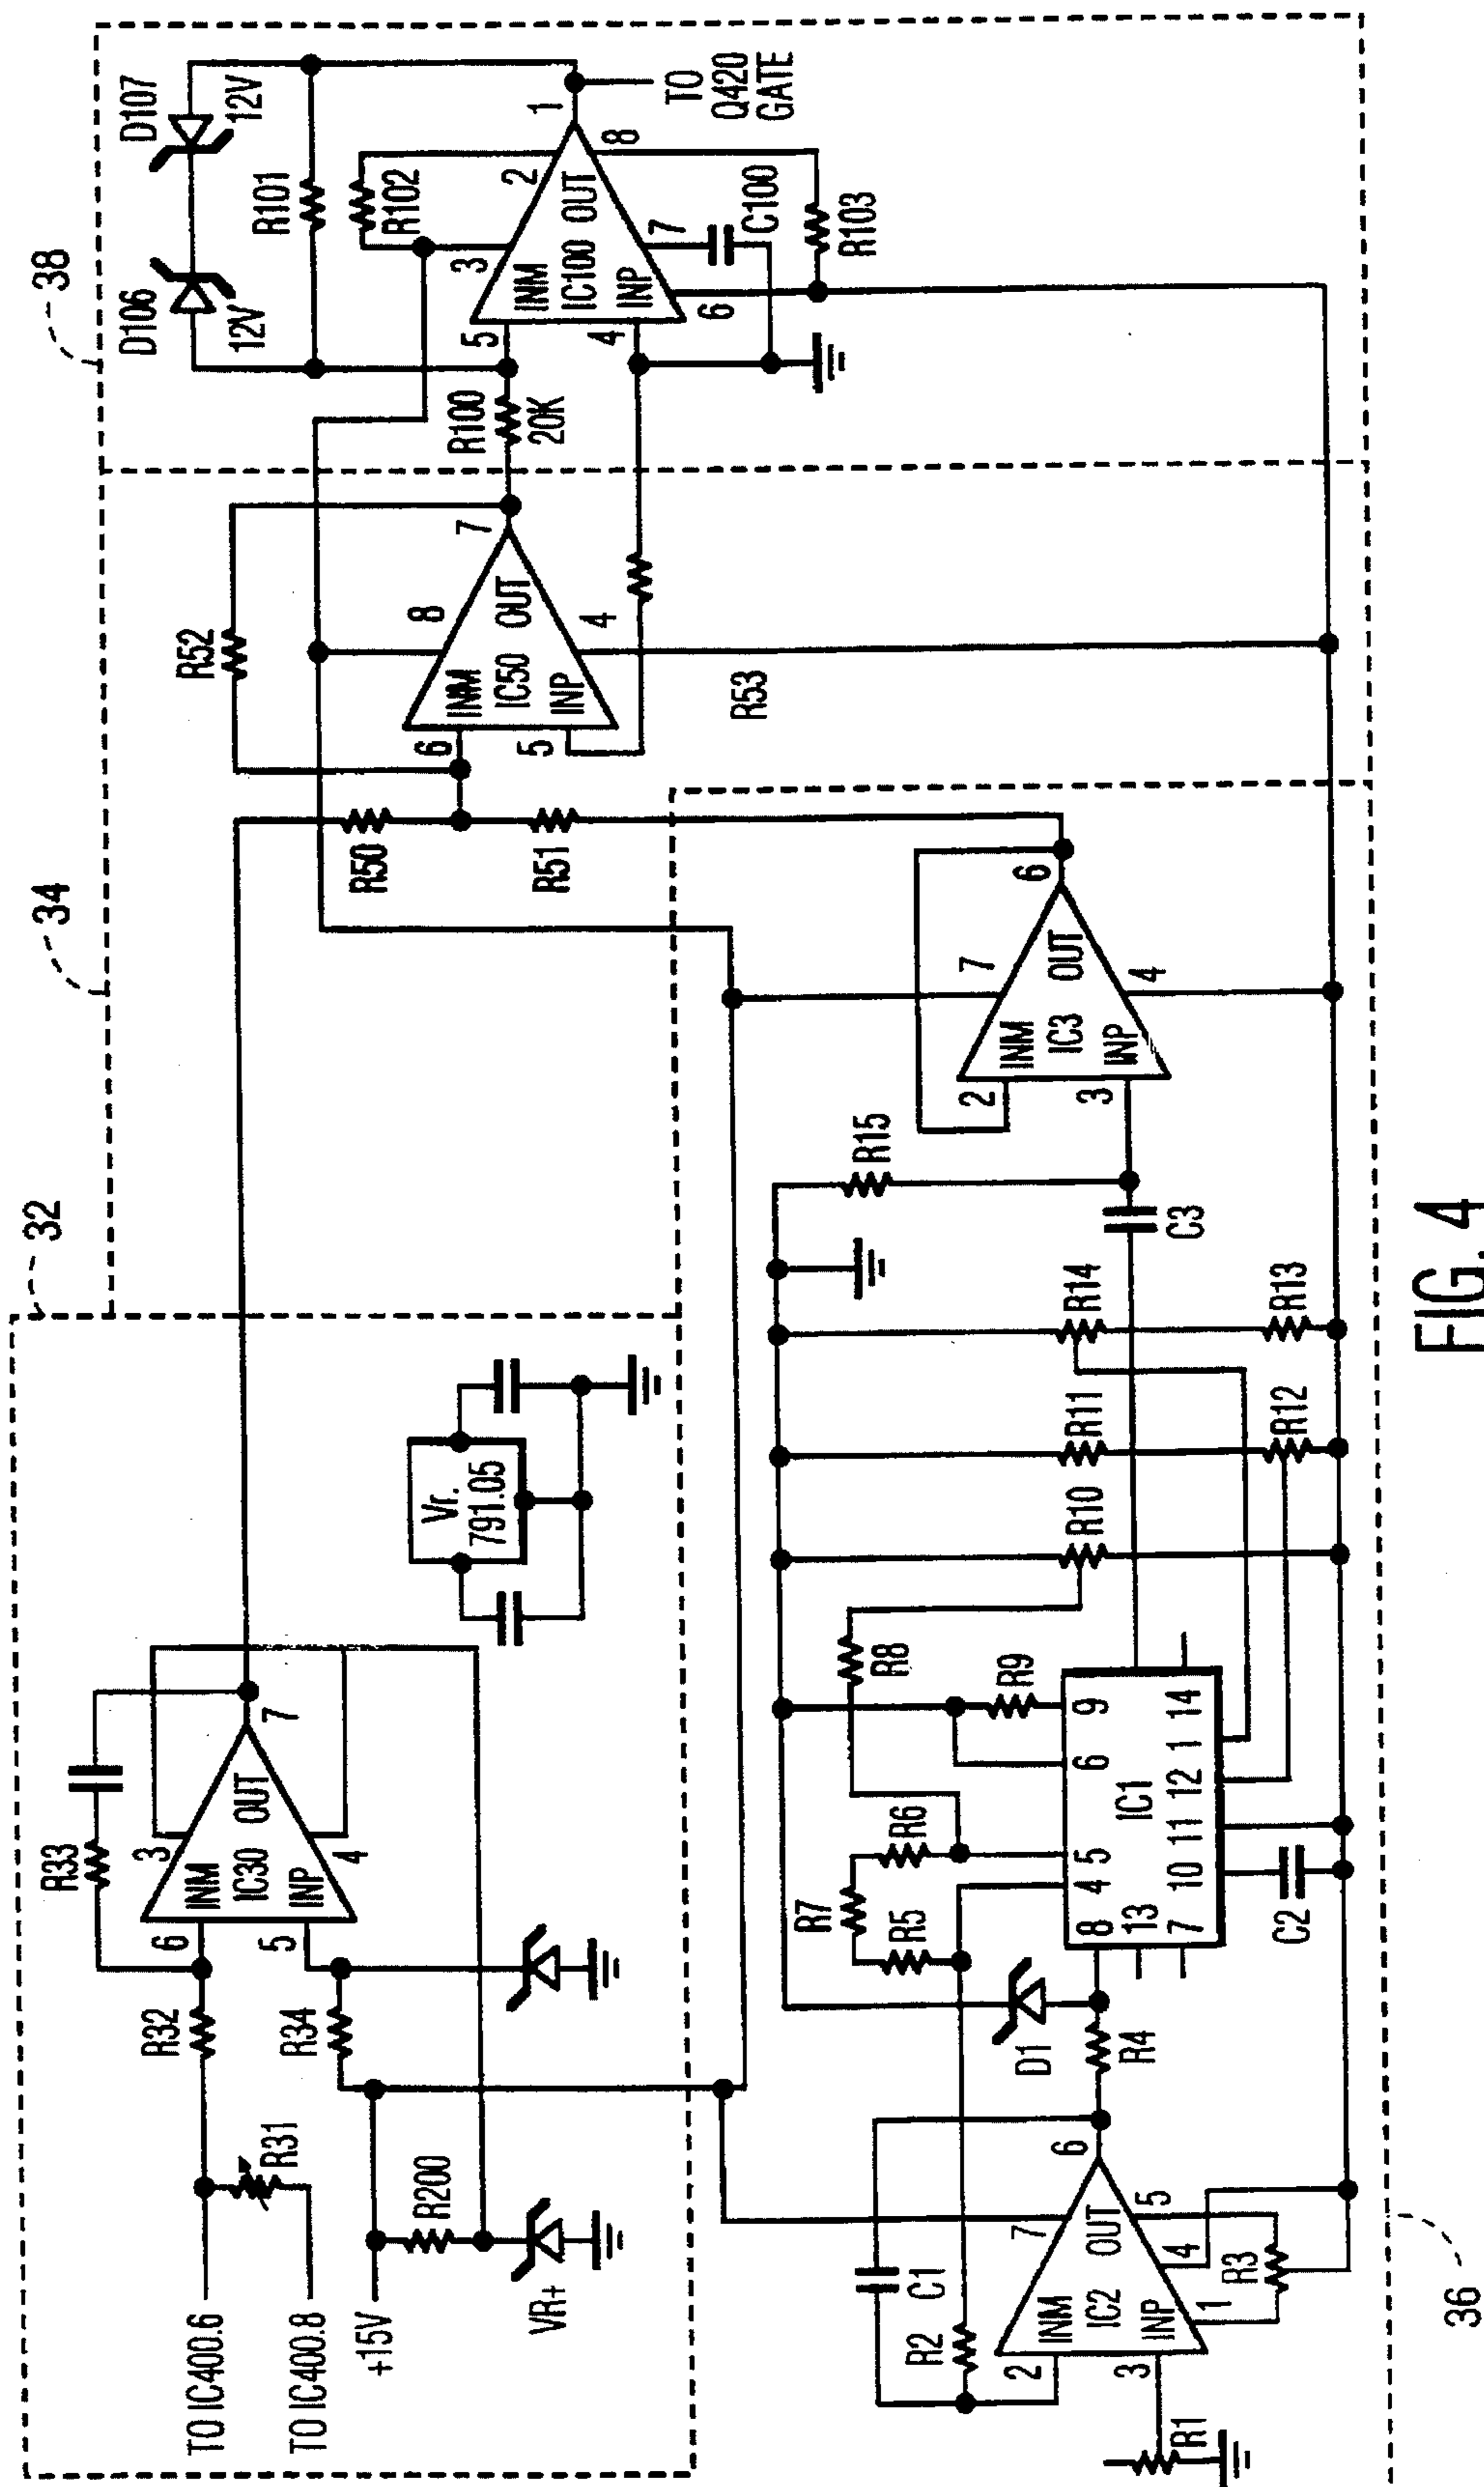 32
34
38
TO IC400.6
TO IC400.8
+15V
R31
R32
R33
R34
R200
VR+
6
5
3
4
7
INM
IC30 OUT
INP
Vr.
791.05
R50
R51
R52
R53
6
5
8
4
7
INM
IC50 OUT
INP
R100
20K
D106
12V
D107
12V
R101
R102
R103
C100
5
4
3
6
2
7
1
8
INM
IC100 OUT
INP
TO
Q420
GATE
R1
R2
R3
C1
2
3
1
4
5
7
6
INM
IC2 OUT
INP
R4
D1
R5
R7
R6
R8
R9
8
4
5
6
9
13
IC1
7
10
11
12
1
14
C2
R10
R11
R12
R14
R13
C3
R15
2
3
7
4
6
INM
IC3 OUT
INP
36
FIG. 4